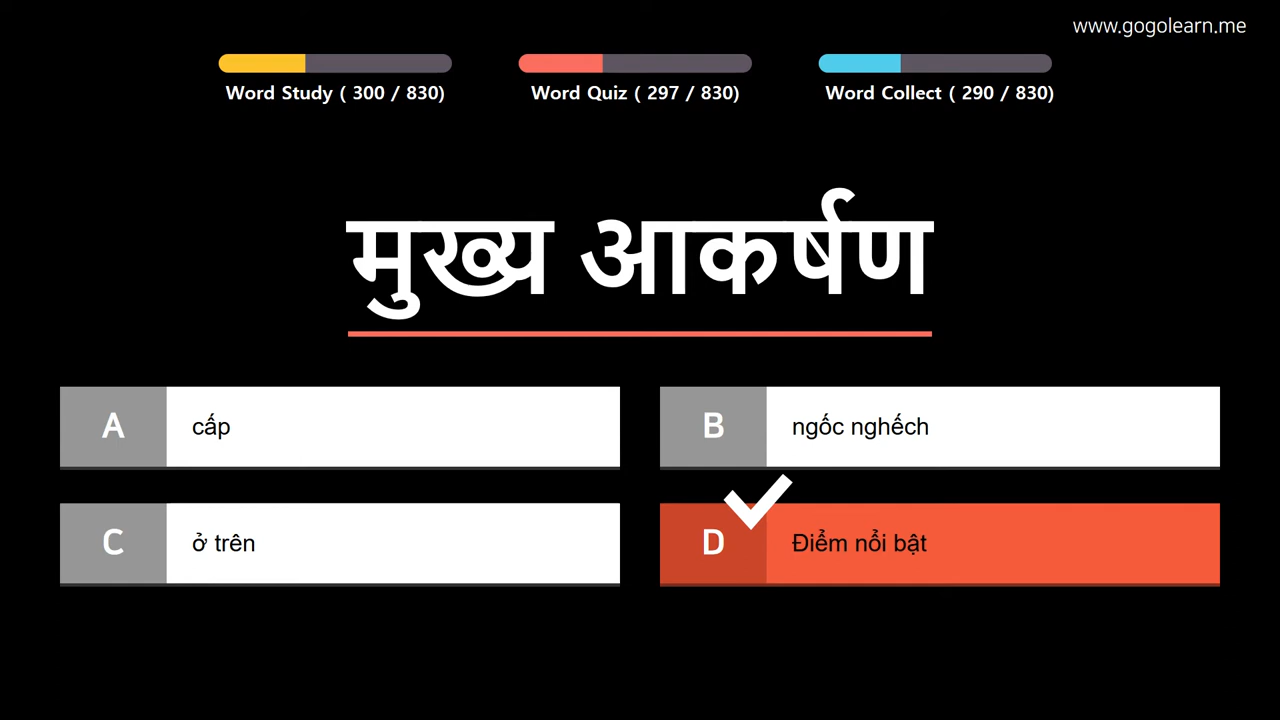 www.gogolearn.me
Word Study ( 300 / 830)
Word Quiz ( 297 / 830)
Word Collect ( 290 / 830)
मुख्य आकर्षण
A
cấp
B
ngốc nghếch
C
ở trên
D
Điểm nổi bật